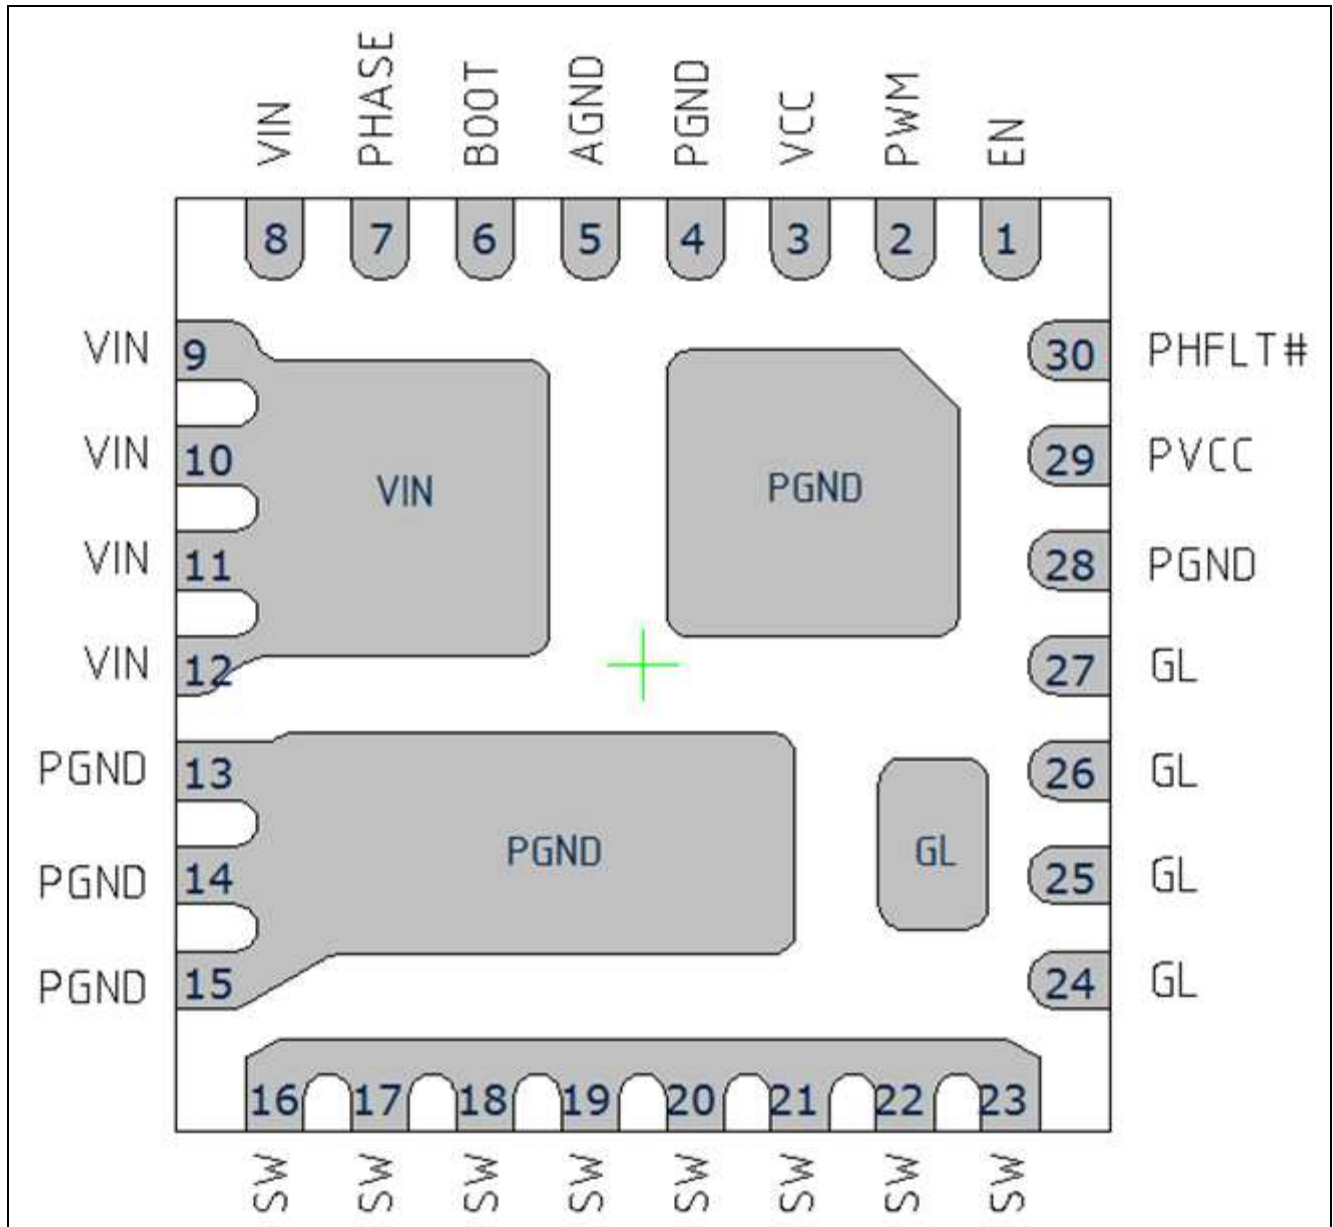 VIN PHASE BOOT AGND PGND VCC PWM EN
8 7 6 5 4 3 2 1
VIN 9 30 PHFLT#
VIN 10 29 PVCC
VIN PGND
VIN 11 28 PGND
VIN 12 27 GL
PGND 13 26 GL
PGND GL
PGND 14 25 GL
PGND 15 24 GL
16 17 18 19 20 21 22 23
SW SW SW SW SW SW SW SW